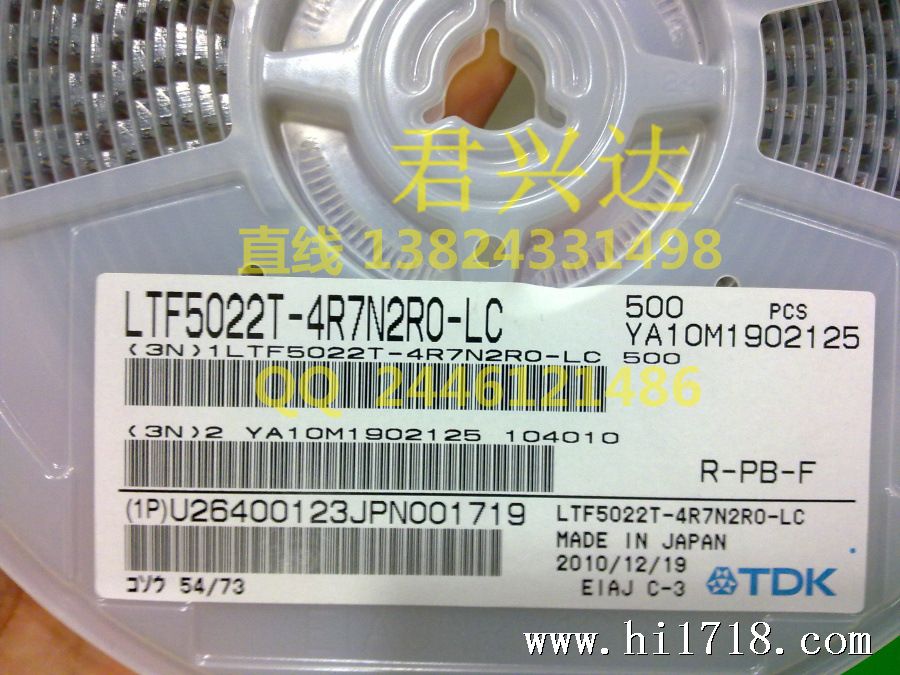 君兴达
直线 13824331498
LTF5022T-4R7N2R0-LC
500 PCS
YA10M1902125
(3N)1LTF5022T-4R7N2R0-LC 500
QQ 2446121486
(3N)2 YA10M1902125 104010
R-PB-F
(1P)U26400123JPN001719
LTF5022T-4R7N2R0-LC
MADE IN JAPAN
2010/12/19
コソウ 54/73
EIAJ C-3
TDK
www.hi1718.com